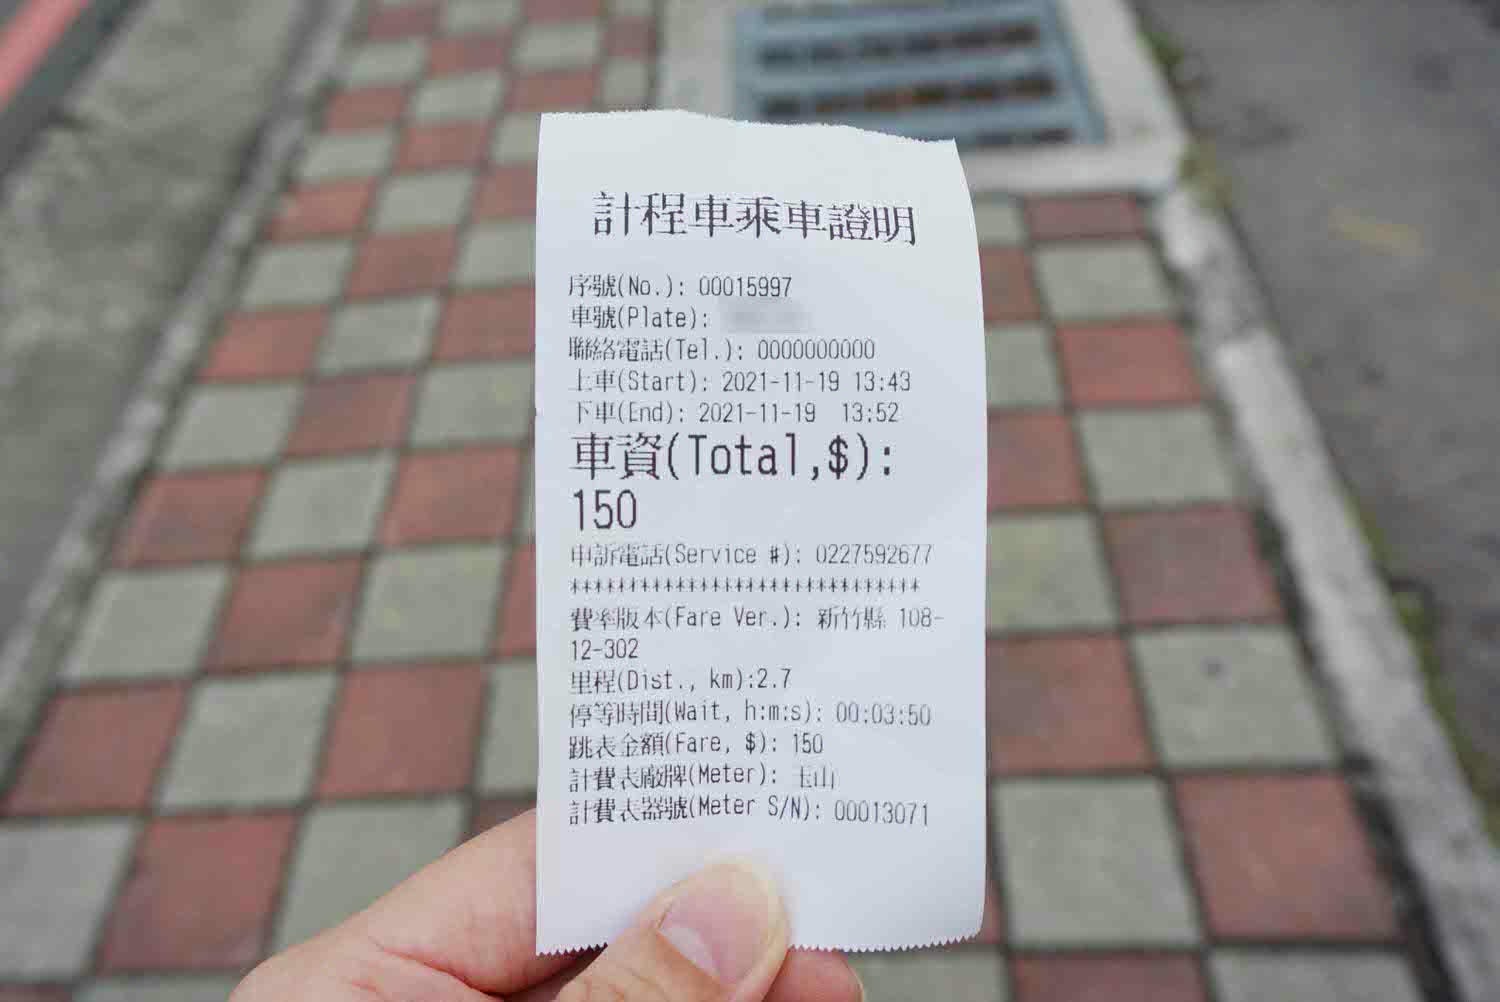 計程車乘車證明
序號(No.): 00015997
車號(Plate):
聯絡電話(Tel.): 0000000000
上車(Start): 2021-11-19 13:43
下車(End): 2021-11-19  13:52
車資(Total,$):
150
申訴電話(Service #): 0227592677
*****************************
費率版本(Fare Ver.): 新竹縣 108-
12-302
里程(Dist., km):2.7
停等時間(Wait, h:m:s): 00:03:50
跳表金額(Fare, $): 150
計費表廠牌(Meter): 玉山
計費表器號(Meter S/N): 00013071